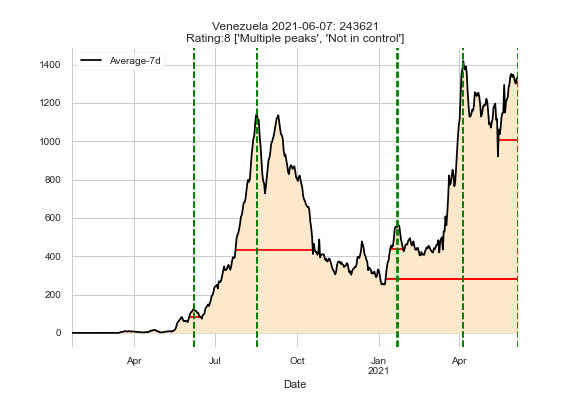 Venezuela 2021-06-07: 243621
Rating:8 ['Multiple peaks', 'Not in control']
Average-7d
1400
1200
1000
800
600
400
200
0
Apr
Jul
Oct
Jan
2021
Apr
Date